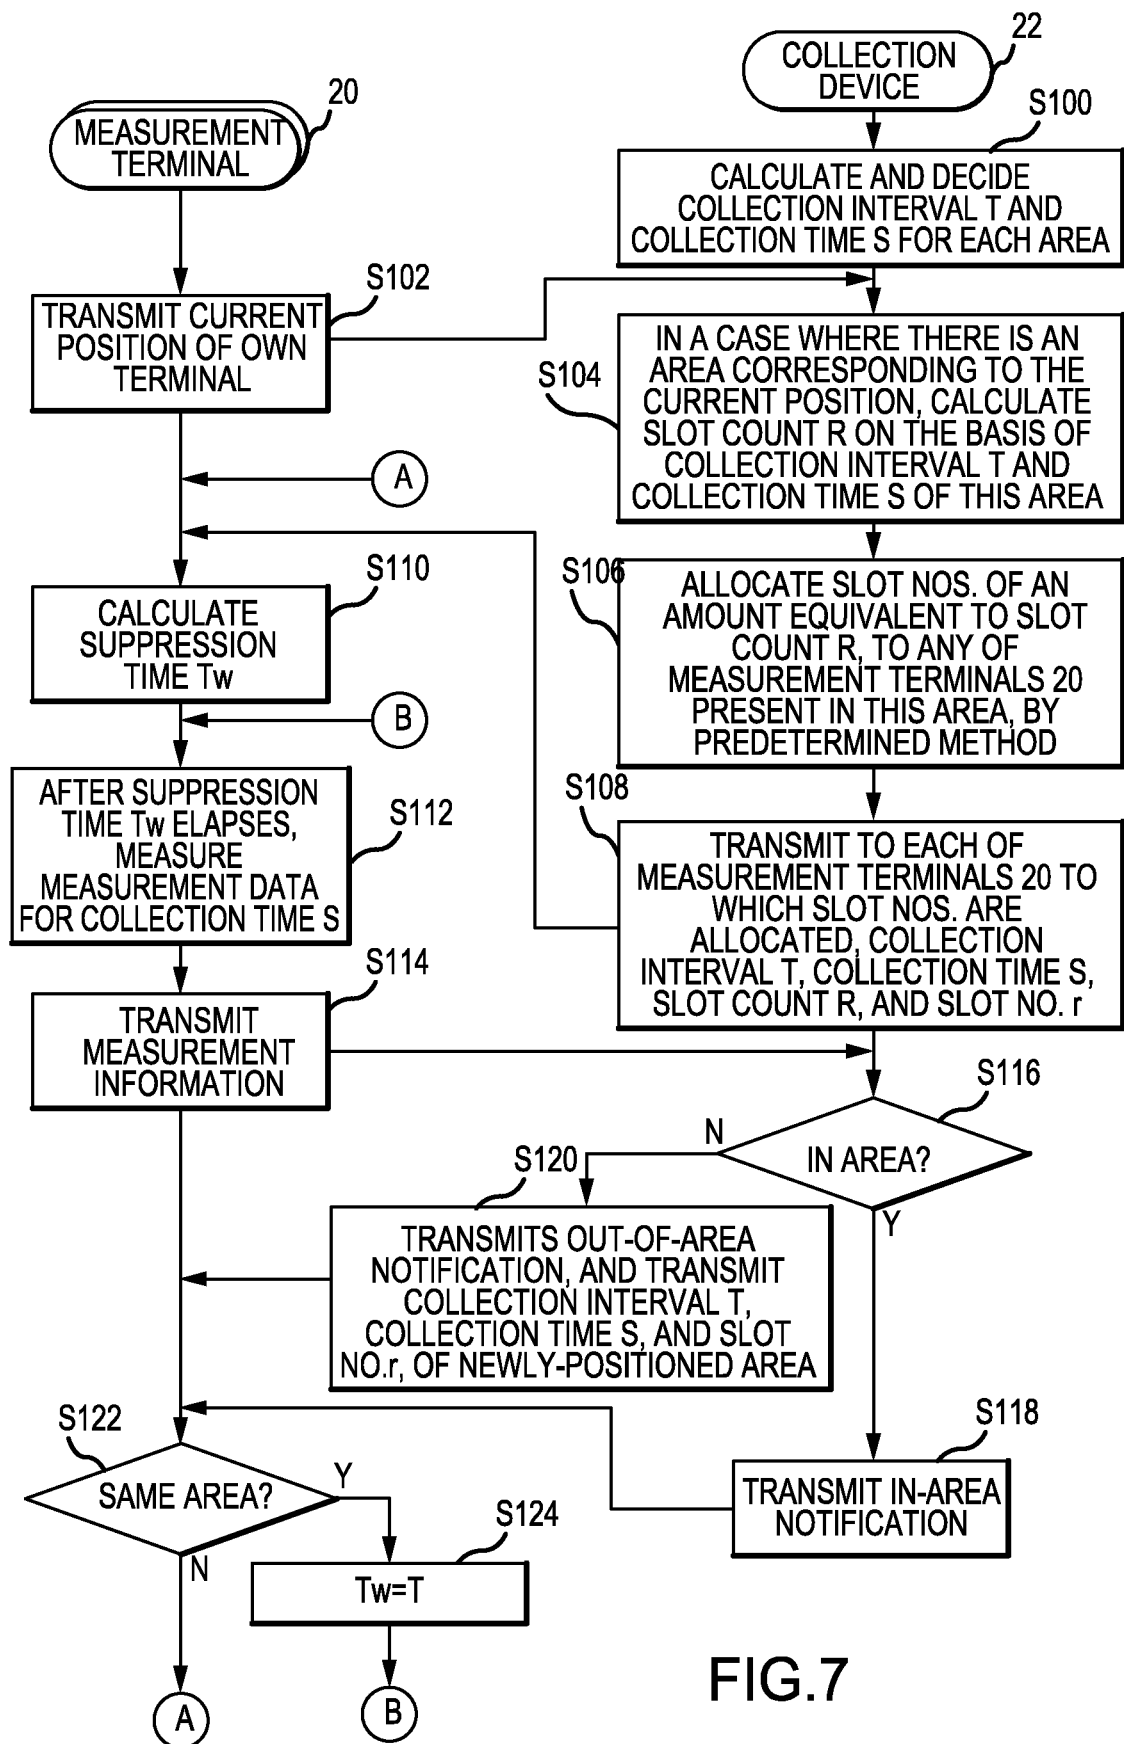 22
COLLECTION
DEVICE
20
MEASUREMENT
TERMINAL
S100
CALCULATE AND DECIDE
COLLECTION INTERVAL T AND
COLLECTION TIME S FOR EACH AREA
S102
TRANSMIT CURRENT
POSITION OF OWN
TERMINAL
S104
IN A CASE WHERE THERE IS AN
AREA CORRESPONDING TO THE
CURRENT POSITION, CALCULATE
SLOT COUNT R ON THE BASIS OF
COLLECTION INTERVAL T AND
COLLECTION TIME S OF THIS AREA
A
S106
ALLOCATE SLOT NOS. OF AN
AMOUNT EQUIVALENT TO SLOT
COUNT R, TO ANY OF
MEASUREMENT TERMINALS 20
PRESENT IN THIS AREA, BY
PREDETERMINED METHOD
S110
CALCULATE
SUPPRESSION
TIME Tw
B
S108
TRANSMIT TO EACH OF
MEASUREMENT TERMINALS 20 TO
WHICH SLOT NOS. ARE
ALLOCATED, COLLECTION
INTERVAL T, COLLECTION TIME S,
SLOT COUNT R, AND SLOT NO. r
S112
AFTER SUPPRESSION
TIME Tw ELAPSES,
MEASURE
MEASUREMENT DATA
FOR COLLECTION TIME S
S114
TRANSMIT
MEASUREMENT
INFORMATION
S116
IN AREA?
N
Y
S120
TRANSMITS OUT-OF-AREA
NOTIFICATION, AND TRANSMIT
COLLECTION INTERVAL T,
COLLECTION TIME S, AND SLOT
NO.r, OF NEWLY-POSITIONED AREA
S118
TRANSMIT IN-AREA
NOTIFICATION
S122
SAME AREA?
Y
N
S124
Tw=T
A
B
FIG.7